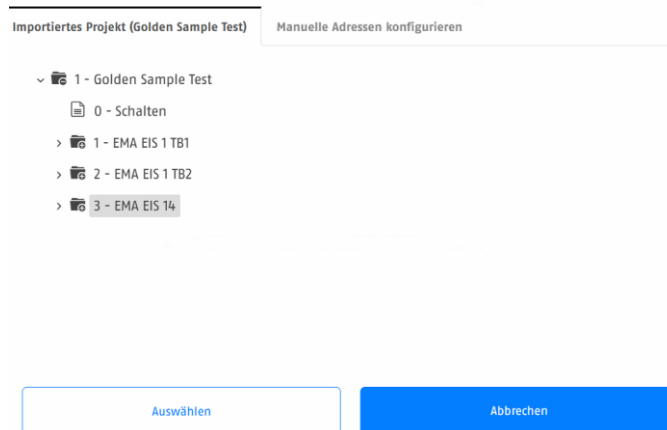 Importiertes Projekt (Golden Sample Test) Manuelle Adressen konfigurieren
1 - Golden Sample Test
0 - Schalten
1 - EMA EIS 1 TB1
2 - EMA EIS 1 TB2
3 - EMA EIS 14
Auswählen Abbrechen